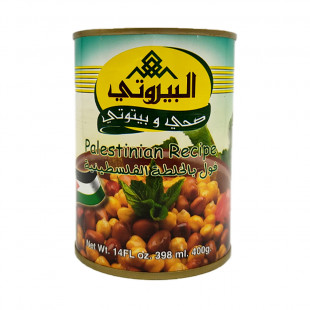 البيروتي
صحي و بيتوتي
Palestinian Recipe
فول بالخلطة الفلسطينية
Net Wt. 14FL oz. 398 ml. 400g.